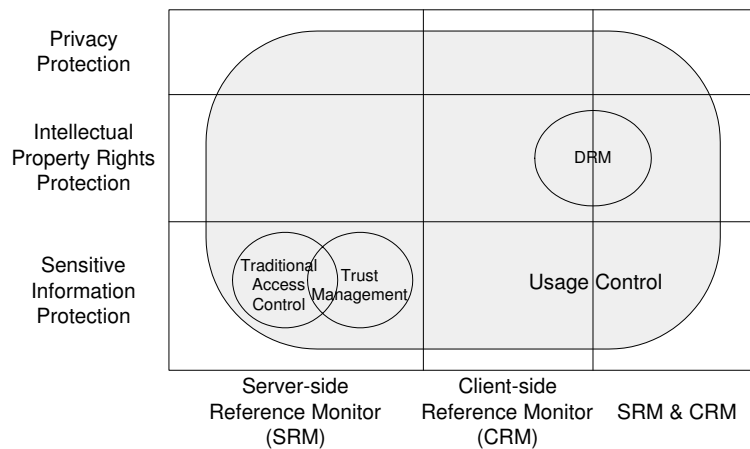 Privacy
Protection
Intellectual
Property Rights
Protection
DRM
Sensitive
Information
Protection
Traditional
Access
Control
Trust
Management
Usage Control
Server-side
Reference Monitor
(SRM)
Client-side
Reference Monitor
(CRM)
SRM & CRM